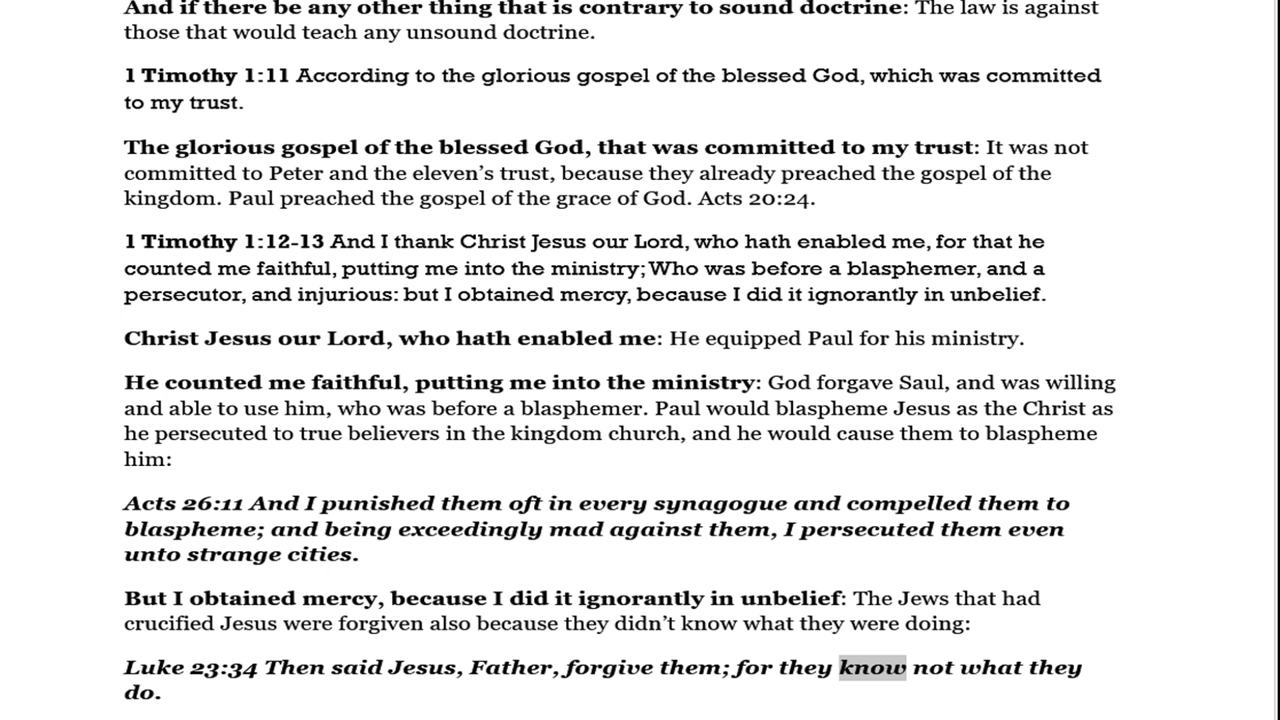 And if there be any other thing that is contrary to sound doctrine: The law is against
those that would teach any unsound doctrine.
1 Timothy 1:11 According to the glorious gospel of the blessed God, which was committed
to my trust.
The glorious gospel of the blessed God, that was committed to my trust: It was not
committed to Peter and the eleven’s trust, because they already preached the gospel of the
kingdom. Paul preached the gospel of the grace of God. Acts 20:24.
1 Timothy 1:12-13 And I thank Christ Jesus our Lord, who hath enabled me, for that he
counted me faithful, putting me into the ministry; Who was before a blasphemer, and a
persecutor, and injurious: but I obtained mercy, because I did it ignorantly in unbelief.
Christ Jesus our Lord, who hath enabled me: He equipped Paul for his ministry.
He counted me faithful, putting me into the ministry: God forgave Saul, and was willing
and able to use him, who was before a blasphemer. Paul would blaspheme Jesus as the Christ as
he persecuted to true believers in the kingdom church, and he would cause them to blaspheme
him:
Acts 26:11 And I punished them oft in every synagogue and compelled them to
blaspheme; and being exceedingly mad against them, I persecuted them even
unto strange cities.
But I obtained mercy, because I did it ignorantly in unbelief: The Jews that had
crucified Jesus were forgiven also because they didn’t know what they were doing:
Luke 23:34 Then said Jesus, Father, forgive them; for they know not what they
do.